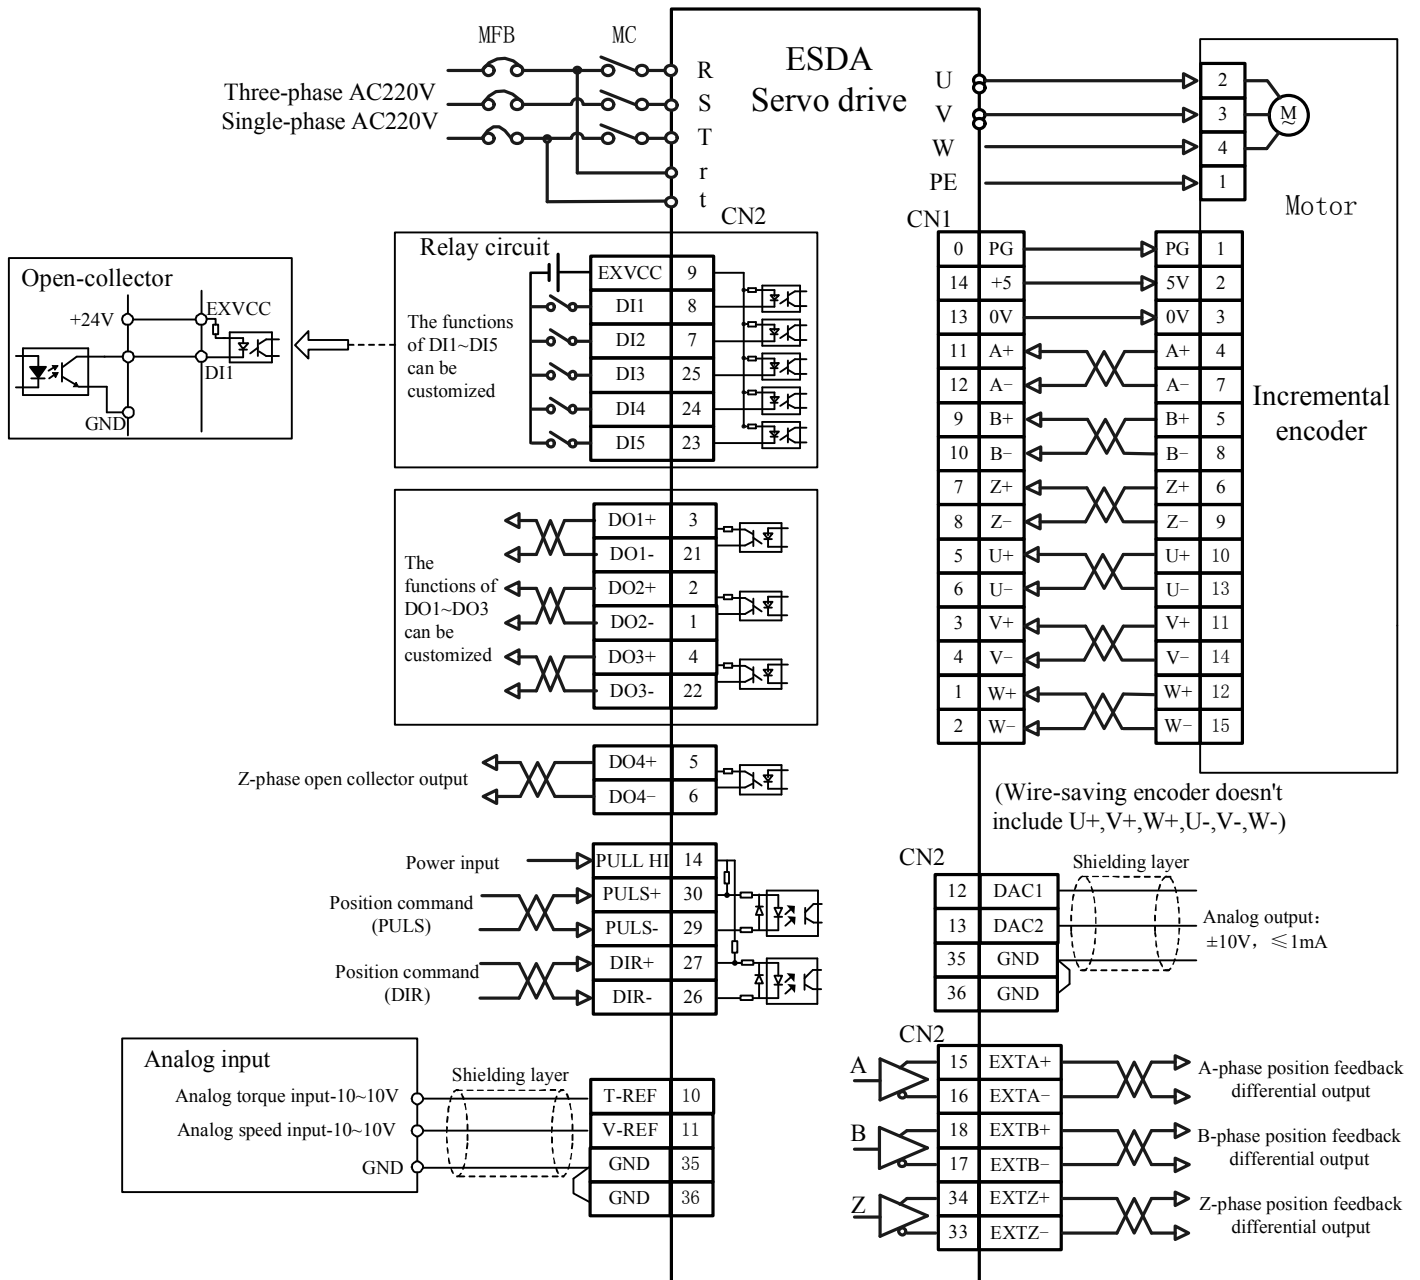 MFB
MC
ESDA
Servo drive
Three-phase AC220V
Single-phase AC220V
R
S
T
r
t
U
V
W
PE
2
3
4
1
M
~
Motor
CN2
CN1
Open-collector
+24V
EXVCC
DI1
GND
Relay circuit
The functions
of DI1~DI5
can be
customized
EXVCC 9
DI1 8
DI2 7
DI3 25
DI4 24
DI5 23
The
functions of
DO1~DO3
can be
customized
DO1+ 3
DO1- 21
DO2+ 2
DO2- 1
DO3+ 4
DO3- 22
Z-phase open collector output
DO4+ 5
DO4− 6
Power input
PULL HI 14
Position command
(PULS)
PULS+ 30
PULS- 29
Position command
(DIR)
DIR+ 27
DIR- 26
Analog input
Analog torque input-10~10V
Analog speed input-10~10V
GND
Shielding layer
T-REF 10
V-REF 11
GND 35
GND 36
0 PG PG 1
14 +5 5V 2
13 0V 0V 3
11 A+ A+ 4
12 A− A− 7
9 B+ B+ 5
10 B− B− 8
7 Z+ Z+ 6
8 Z− Z− 9
5 U+ U+ 10
6 U− U− 13
3 V+ V+ 11
4 V− V− 14
1 W+ W+ 12
2 W− W− 15
Incremental
encoder
(Wire-saving encoder doesn't
include U+,V+,W+,U-,V-,W-)
CN2
Shielding layer
12 DAC1
13 DAC2
35 GND
36 GND
Analog output：
±10V，≤1mA
CN2
A
15 EXTA+
16 EXTA−
A-phase position feedback
differential output
B
18 EXTB+
17 EXTB−
B-phase position feedback
differential output
Z
34 EXTZ+
33 EXTZ−
Z-phase position feedback
differential output